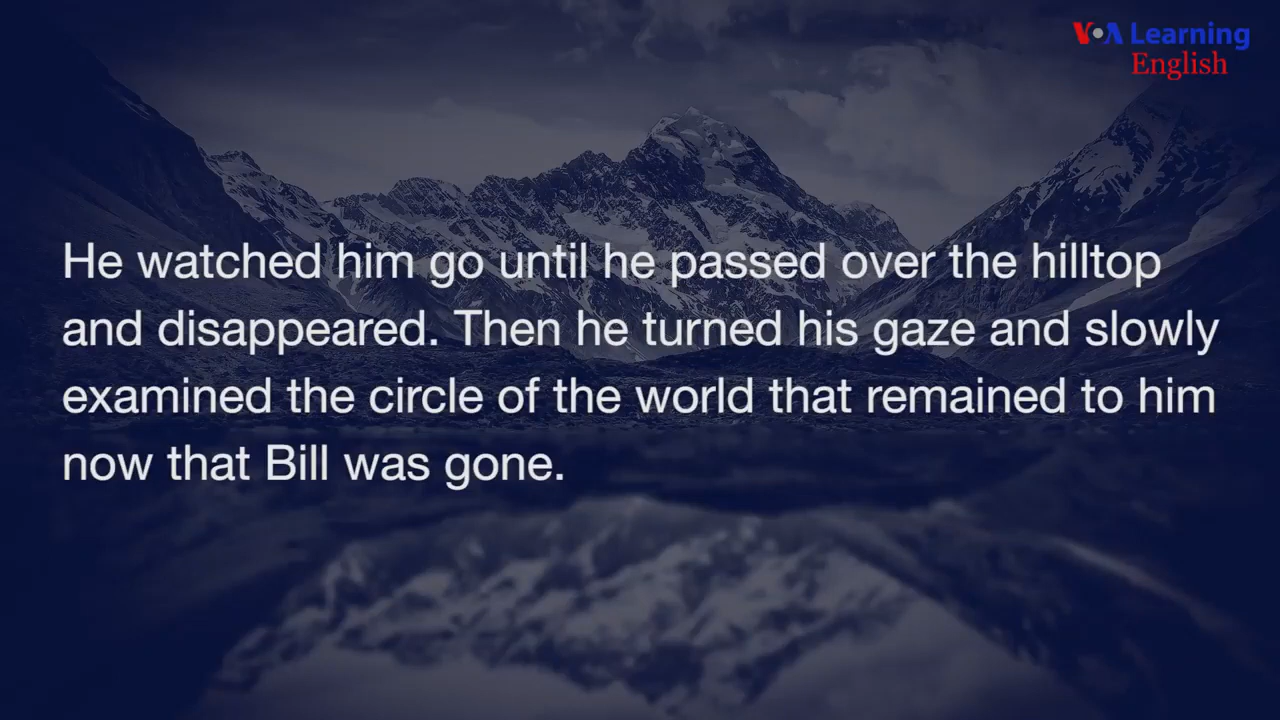 VOA Learning
English
He watched him go until he passed over the hilltop
and disappeared. Then he turned his gaze and slowly
examined the circle of the world that remained to him
now that Bill was gone.